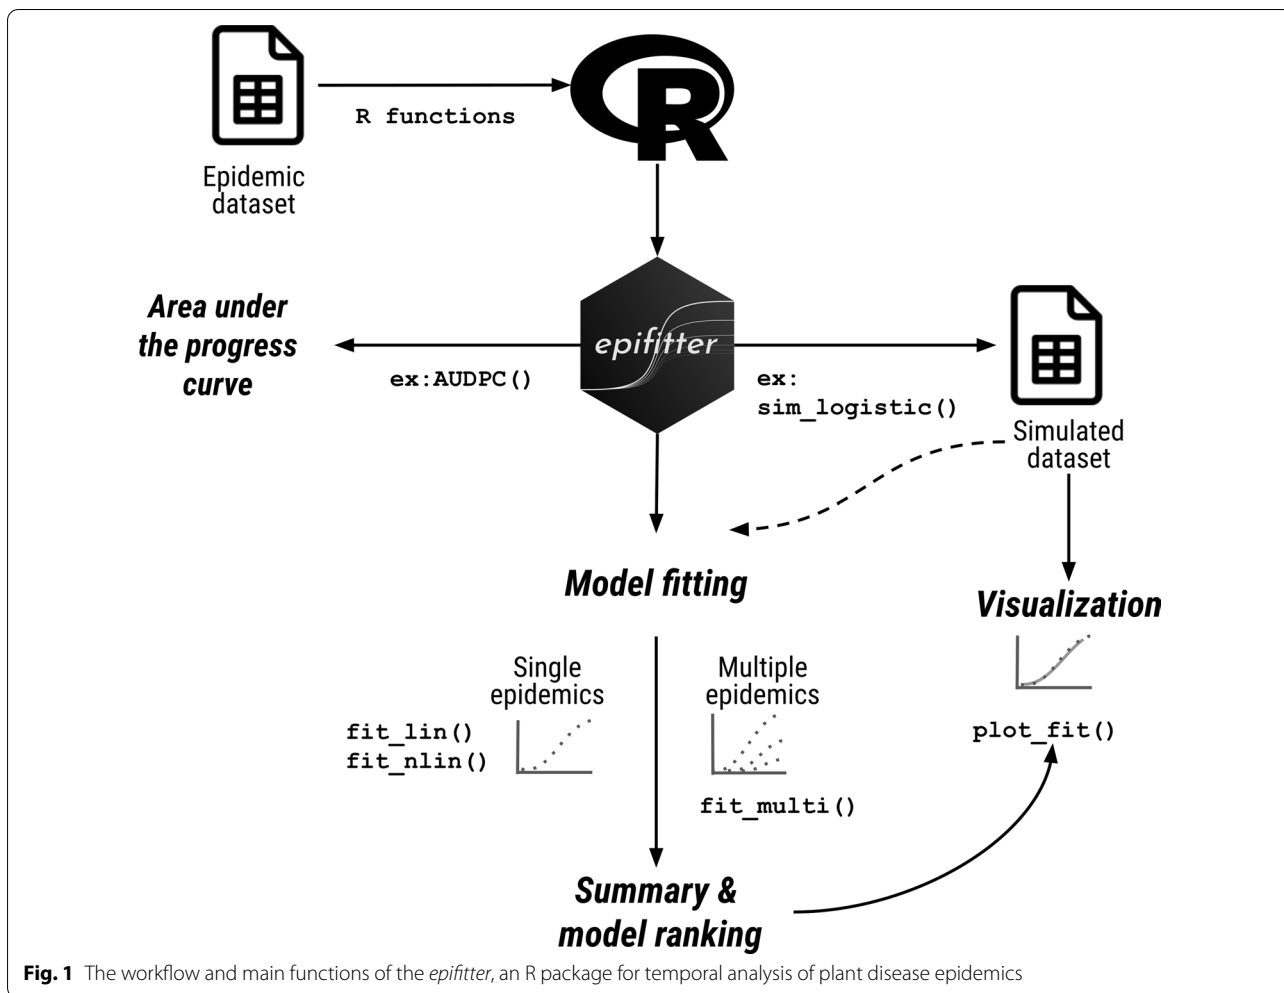 R functions
R
Epidemic
dataset
Area under
the progress
curve
epifitter
ex:AUDPC()
ex:
sim_logistic()
Simulated
dataset
Model fitting
Visualization
Single
epidemics
Multiple
epidemics
fit_lin()
fit_nlin()
plot_fit()
fit_multi()
Summary &
model ranking
Fig. 1 The workflow and main functions of the epifitter, an R package for temporal analysis of plant disease epidemics